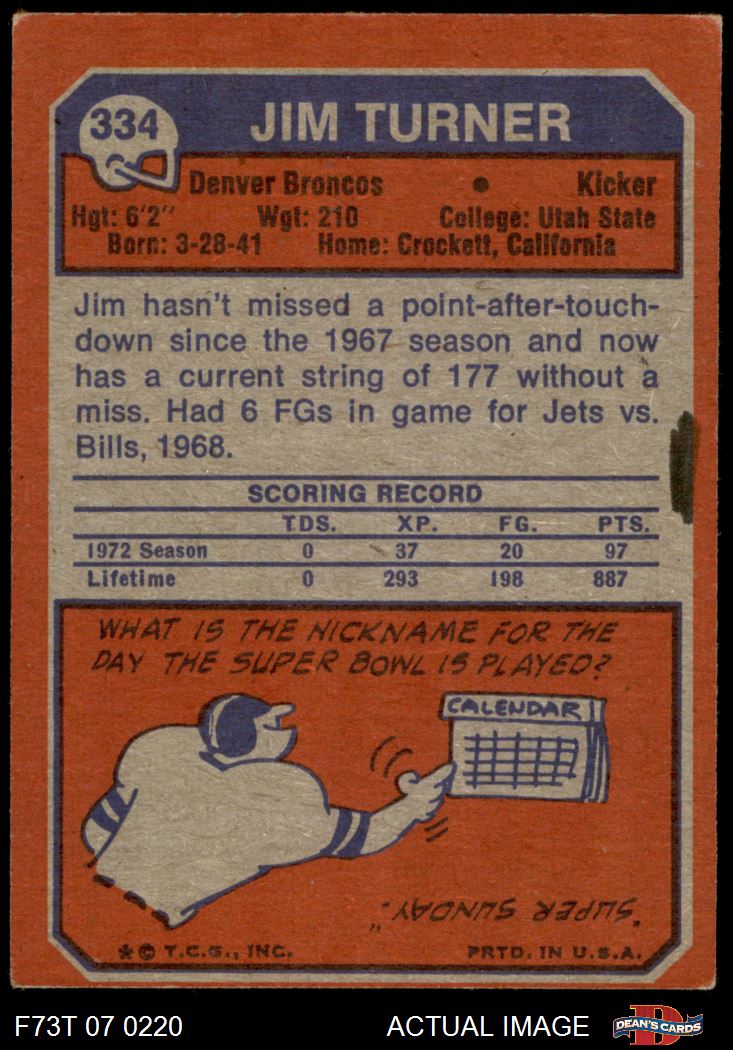 334
JIM TURNER
Denver Broncos • Kicker
Hgt: 6'2" Wgt: 210 College: Utah State
Born: 3-28-41 Home: Crockett, California
Jim hasn't missed a point-after-touch-
down since the 1967 season and now
has a current string of 177 without a
miss. Had 6 FGs in game for Jets vs.
Bills, 1968.
SCORING RECORD
TDS. XP. FG. PTS.
1972 Season 0 37 20 97
Lifetime 0 293 198 887
WHAT IS THE NICKNAME FOR THE
DAY THE SUPER BOWL IS PLAYED?
CALENDAR
"SUPER SUNDAY."
*© T.C.G., INC. PRTD. IN U.S.A.
F73T 07 0220 ACTUAL IMAGE
D
DEAN'S CARDS